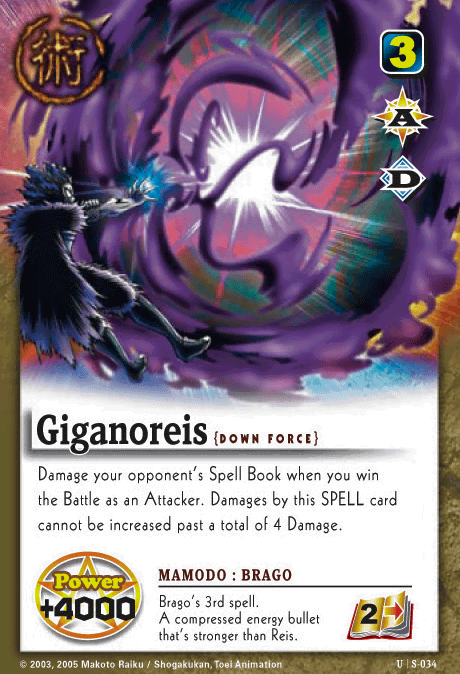 術
3
A
D
Giganoreis {DOWN FORCE}
Damage your opponent's Spell Book when you win
the Battle as an Attacker. Damages by this SPELL card
cannot be increased past a total of 4 Damage.
Power
+4000
MAMODO : BRAGO
Brago's 3rd spell.
A compressed energy bullet
that's stronger than Reis.
2
© 2003, 2005 Makoto Raiku / Shogakukan, Toei Animation
U | S-034